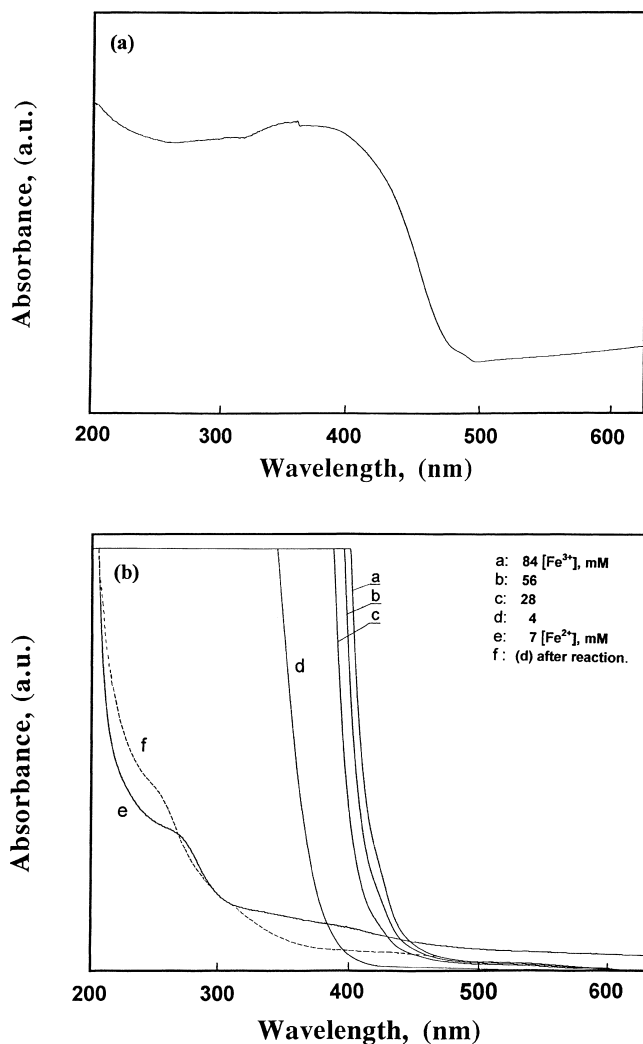 (a)
Absorbance, (a.u.)
200 300 400 500 600
Wavelength, (nm)
(b)
a: 84 [Fe³⁺], mM
b: 56
c: 28
d: 4
e: 7 [Fe²⁺], mM
f : (d) after reaction.
a
b
c
d
f
e
Absorbance, (a.u.)
200 300 400 500 600
Wavelength, (nm)